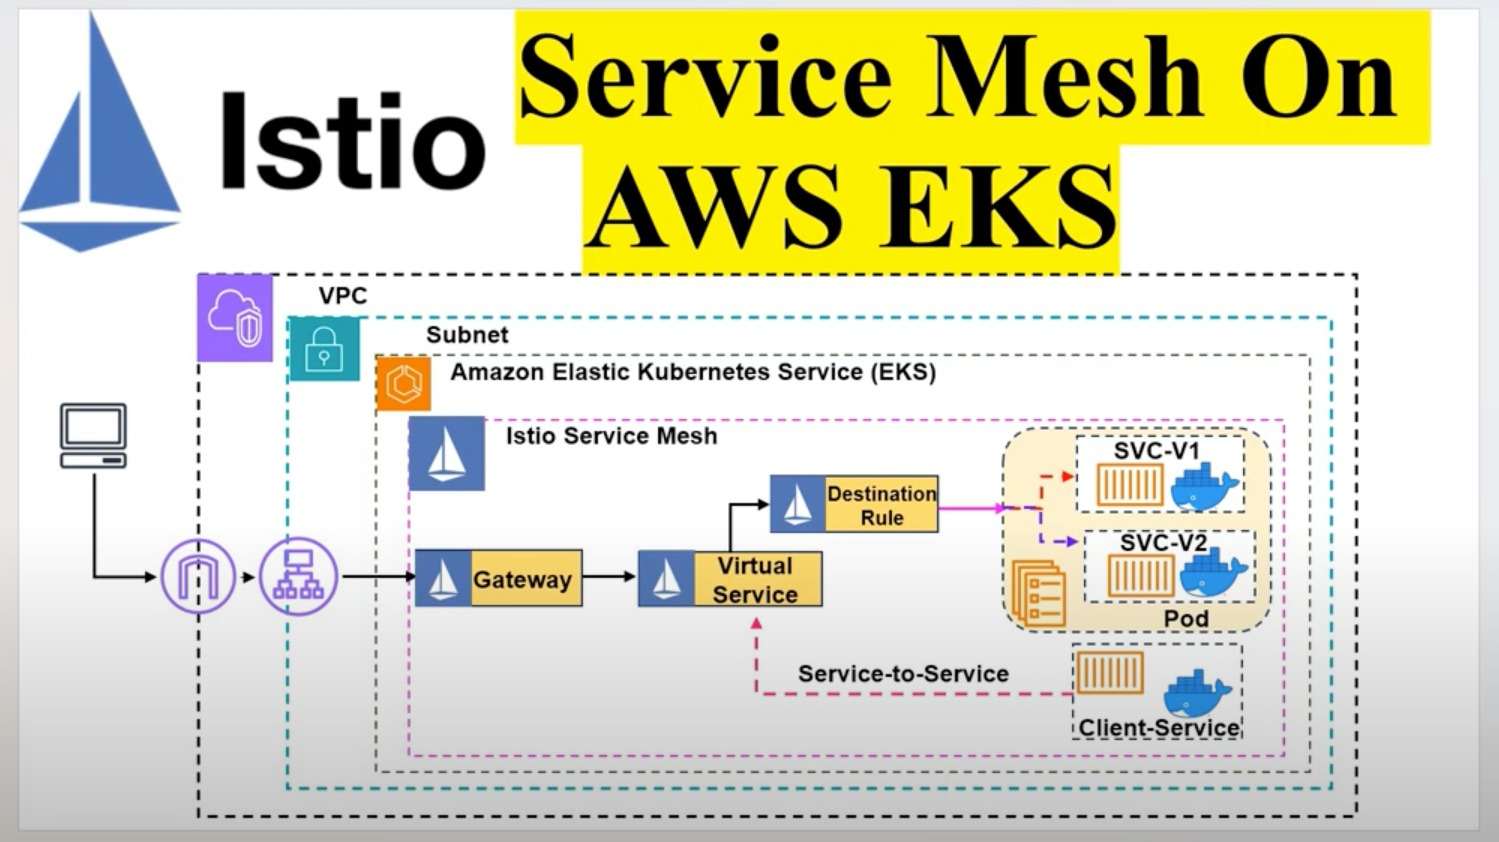 Istio
Service Mesh On
AWS EKS
VPC
Subnet
Amazon Elastic Kubernetes Service (EKS)
Istio Service Mesh
Gateway
Virtual
Service
Destination
Rule
SVC-V1
SVC-V2
Pod
Service-to-Service
Client-Service